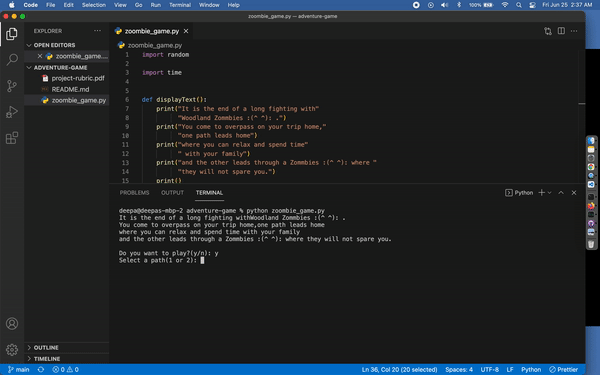 Code File Edit Selection View Go Run Terminal Window Help 100% Fri Jun 25 2:37 AM
zoombie_game.py — adventure-game
EXPLORER
OPEN EDITORS
zoombie_game....
ADVENTURE-GAME
project-rubric.pdf
README.md
zoombie_game.py
OUTLINE
TIMELINE
zoombie_game.py
zoombie_game.py
1 import random
2
3 import time
4
5
6 def displayText():
7 print("It is the end of a long fighting with"
8 "Woodland Zommbies :(^ ^): .")
9 print("You come to overpass on your trip home,"
10 "one path leads home")
11 print("where you can relax and spend time"
12 " with your family")
13 print("and the other leads through a Zommbies :(^ ^): where "
14 "they will not spare you.")
15 print()
PROBLEMS OUTPUT TERMINAL Python
deepa@deepas-mbp-2 adventure-game % python zoombie_game.py
It is the end of a long fighting withWoodland Zommbies :(^ ^): .
You come to overpass on your trip home,one path leads home
where you can relax and spend time with your family
and the other leads through a Zommbies :(^ ^): where they will not spare you.
Do you want to play?(y/n): y
Select a path(1 or 2):
main 0 0 Ln 36, Col 20 (20 selected) Spaces: 4 UTF-8 LF Python Prettier